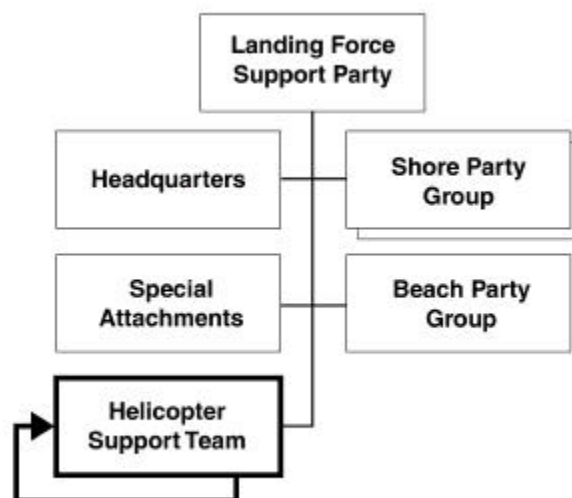 Landing Force
Support Party
Headquarters
Shore Party
Group
Special
Attachments
Beach Party
Group
Helicopter
Support Team